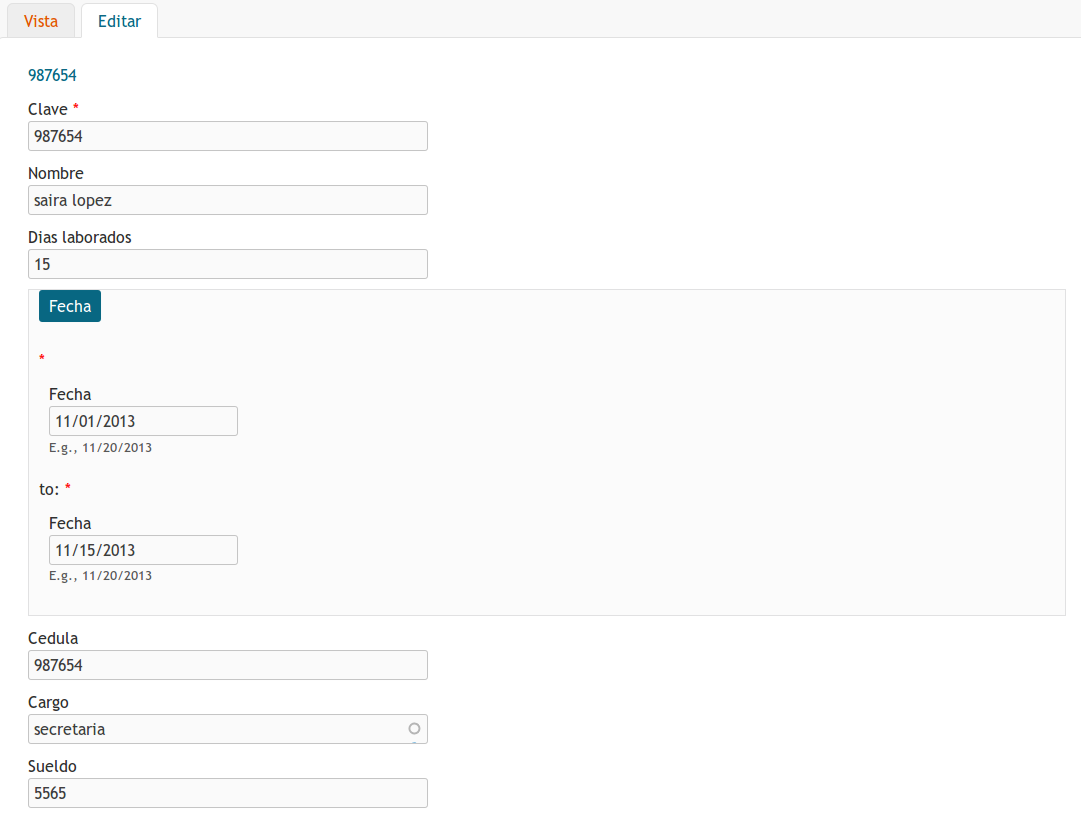 Vista Editar
987654
Clave *
987654
Nombre
saira lopez
Dias laborados
15
Fecha
*
Fecha
11/01/2013
E.g., 11/20/2013
to: *
Fecha
11/15/2013
E.g., 11/20/2013
Cedula
987654
Cargo
secretaria
Sueldo
5565